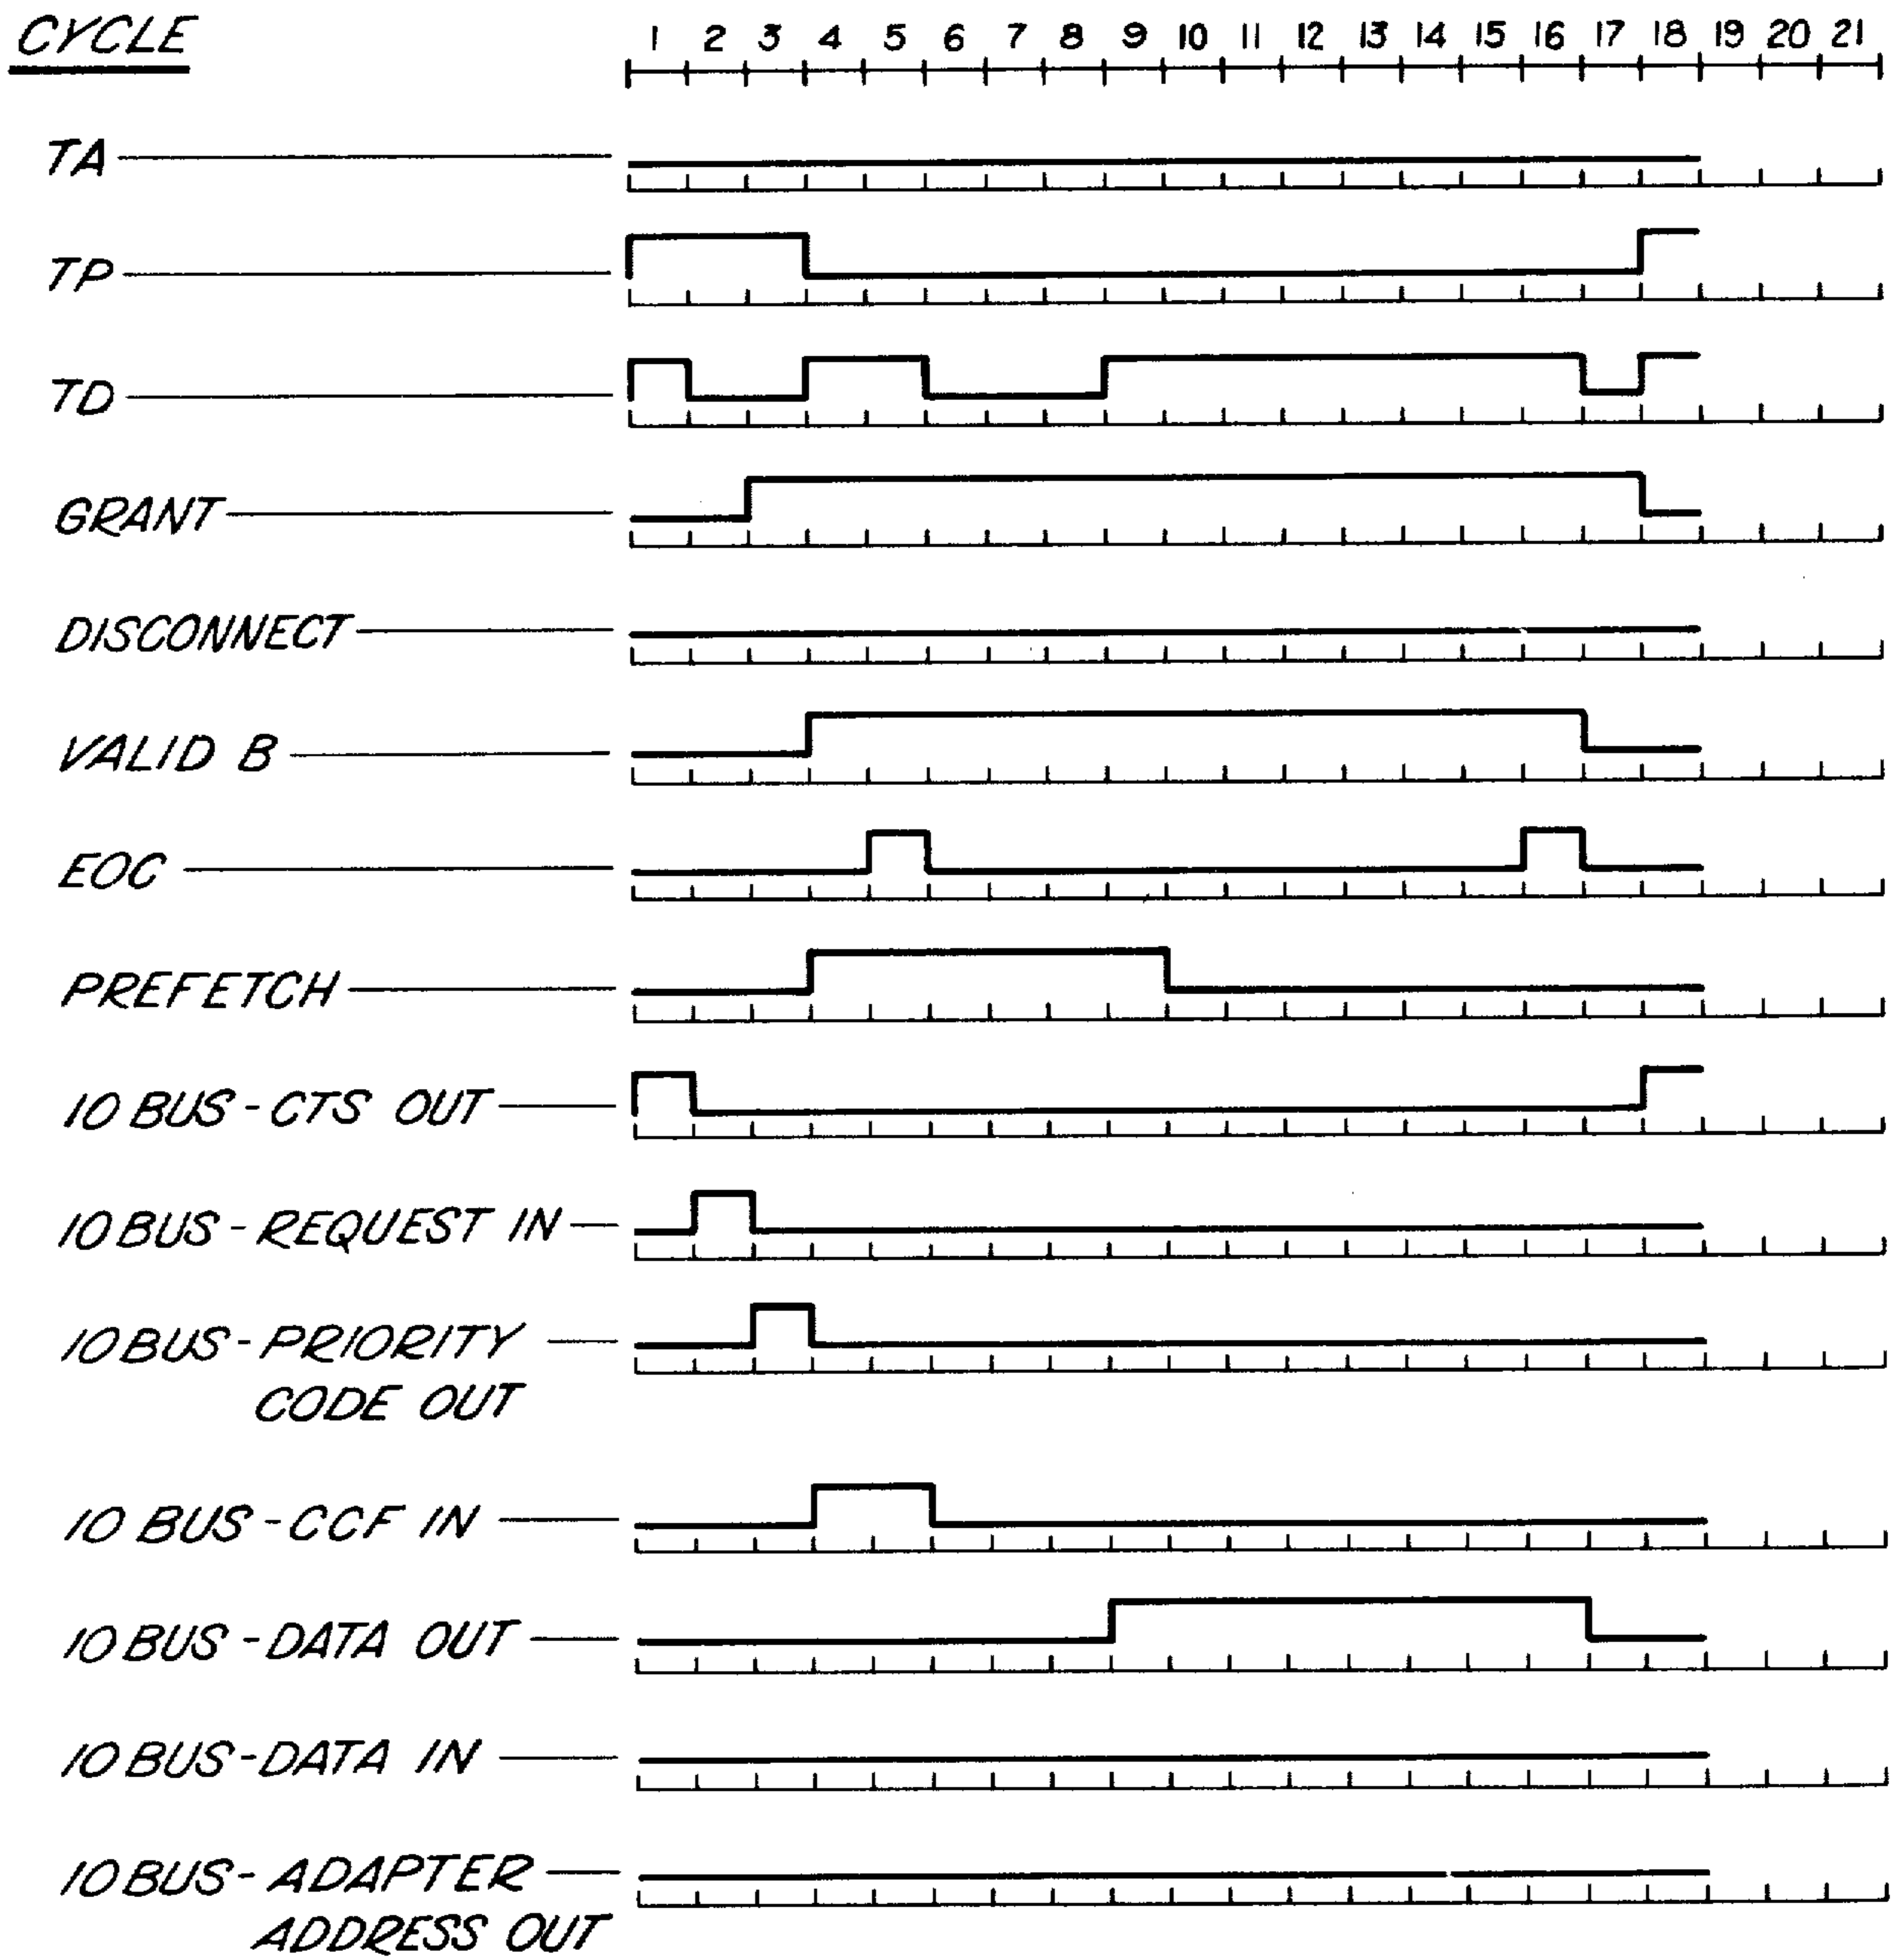 CYCLE 1 2 3 4 5 6 7 8 9 10 11 12 13 14 15 16 17 18 19 20 21
TA
TP
TD
GRANT
DISCONNECT
VALID B
EOC
PREFETCH
IO BUS-CTS OUT
IO BUS-REQUEST IN
IO BUS-PRIORITY
CODE OUT
IO BUS-CCF IN
IO BUS-DATA OUT
IO BUS-DATA IN
IO BUS-ADAPTER
ADDRESS OUT